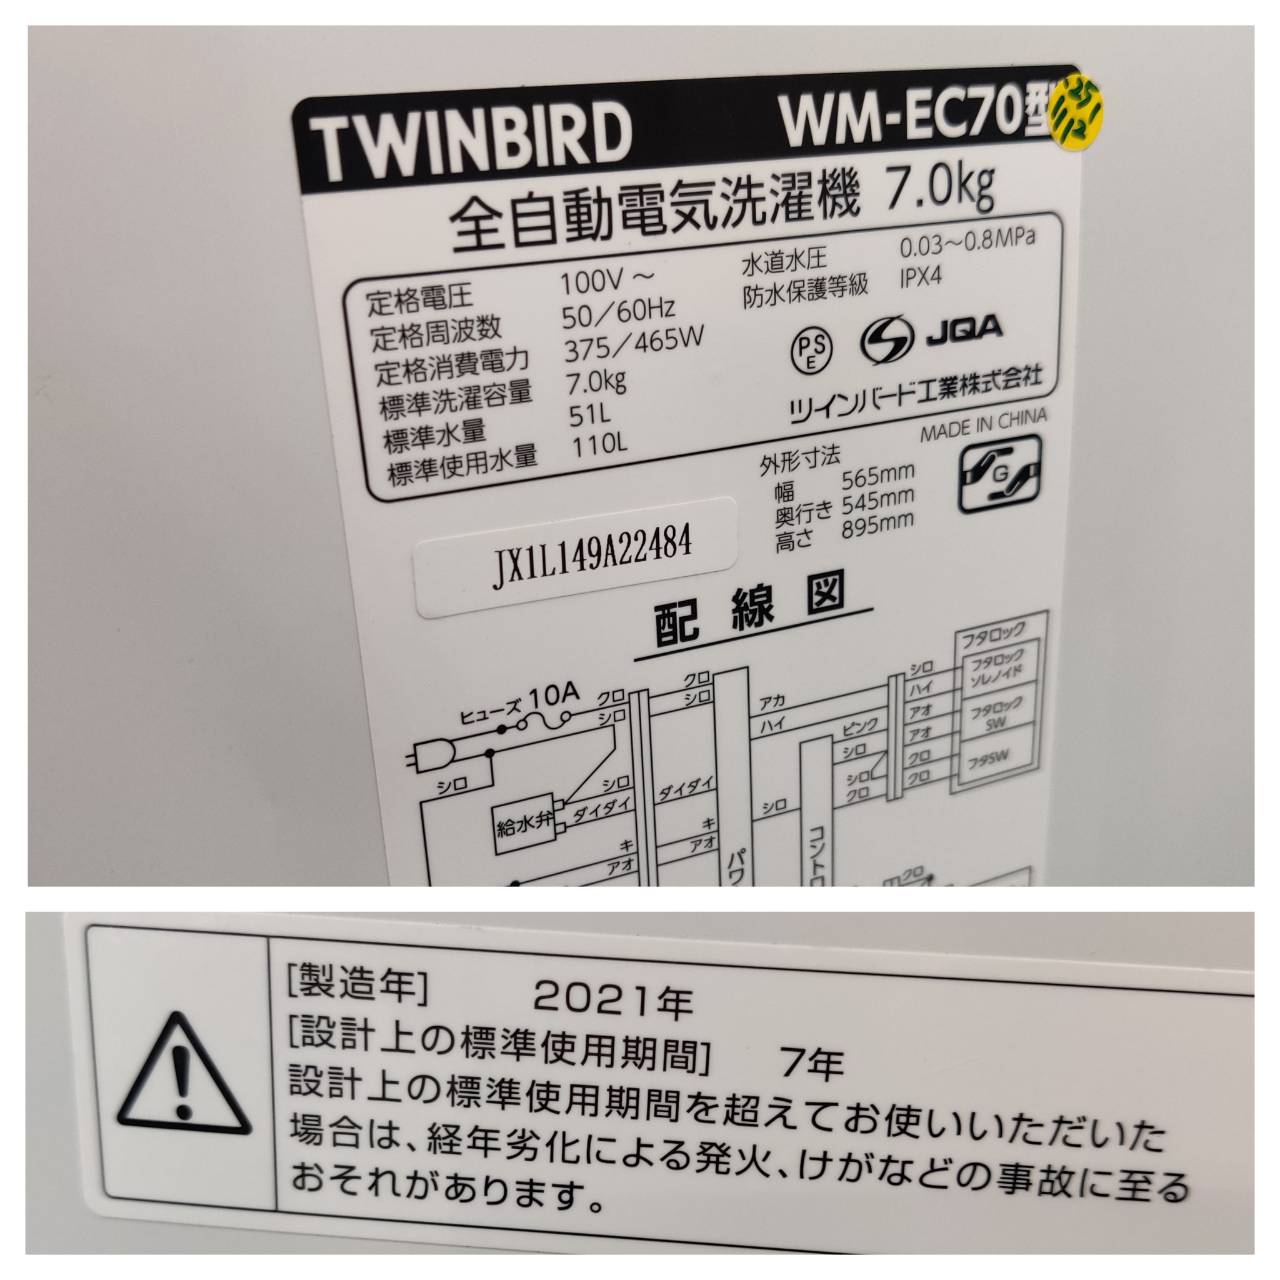 TWINBIRD WM-EC70型
'25 1/12
全自動電気洗濯機 7.0kg
定格電圧 100V～
定格周波数 50／60Hz
定格消費電力 375／465W
標準洗濯容量 7.0kg
標準水量 51L
標準使用水量 110L
水道水圧 0.03～0.8MPa
防水保護等級 IPX4
PSE
JQA
ツインバード工業株式会社
MADE IN CHINA
外形寸法
幅 565mm
奥行き 545mm
高さ 895mm
G
JX1L149A22484
配線図
ヒューズ 10A
クロ
シロ
クロ
シロ
シロ
給水弁
シロ
ダイダイ
ダイダイ
キ
アオ
キ
アオ
アカ
ハイ
シロ
ピンク
シロ
シロ
クロ
シロ
ハイ
アオ
アオ
クロ
クロ
フタロック
フタロック
ソレノイド
フタロック
SW
フタSW
パワ
コントロ
クロ
[製造年] 2021年
[設計上の標準使用期間] 7年
設計上の標準使用期間を超えてお使いいただいた
場合は、経年劣化による発火、けがなどの事故に至る
おそれがあります。